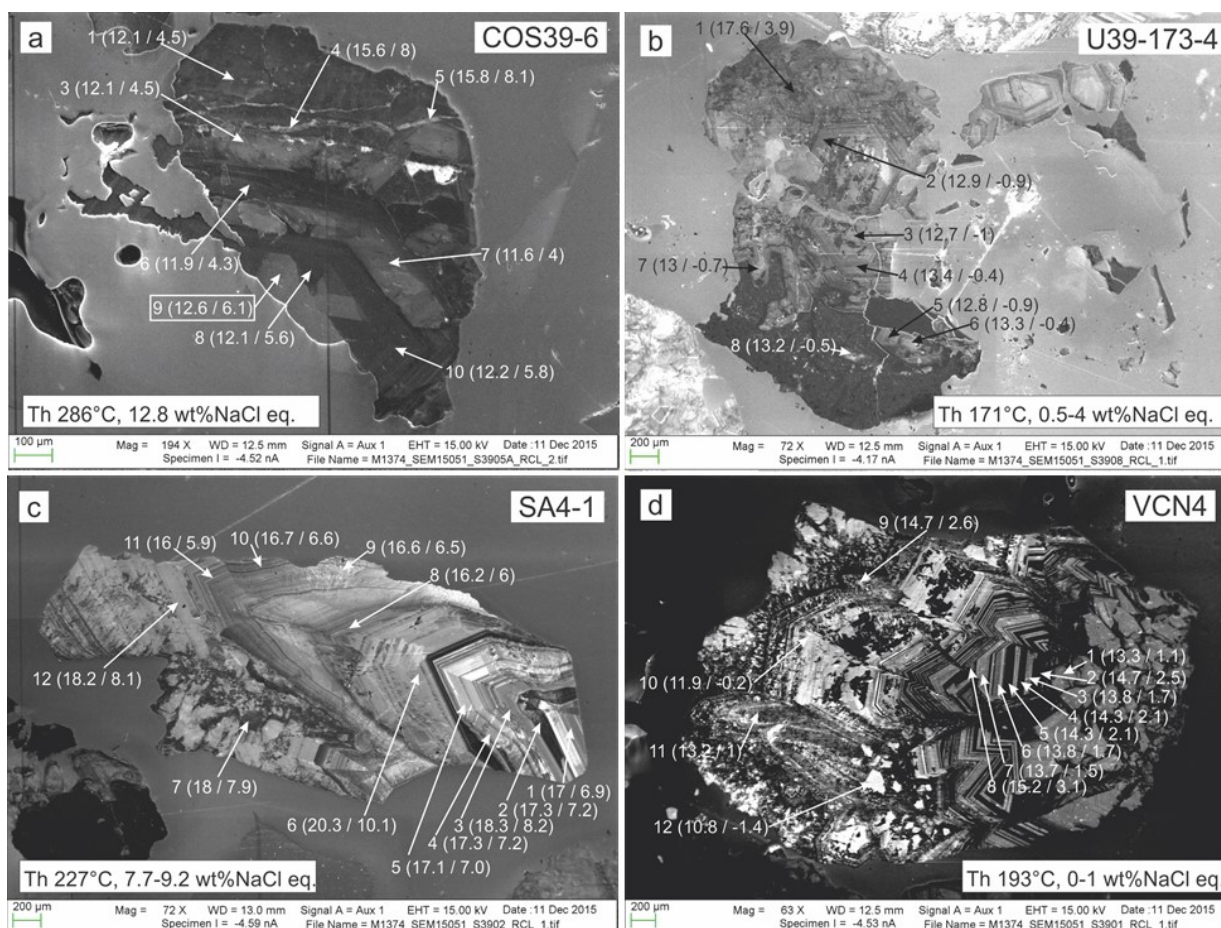 a
COS39-6
1 (12.1 / 4.5)
4 (15.6 / 8)
5 (15.8 / 8.1)
3 (12.1 / 4.5)
6 (11.9 / 4.3)
7 (11.6 / 4)
9 (12.6 / 6.1)
8 (12.1 / 5.6)
10 (12.2 / 5.8)
Th 286°C, 12.8 wt%NaCl eq.
100 µm
Mag = 194 X WD = 12.5 mm Signal A = Aux 1 EHT = 15.00 kV Date :11 Dec 2015
Specimen I = -4.52 nA File Name = M1374_SEM15051_S3905A_RCL_2.tif
b
U39-173-4
1 (17.6 / 3.9)
2 (12.9 / -0.9)
3 (12.7 / -1)
7 (13 / -0.7)
4 (13.4 / -0.4)
5 (12.8 / -0.9)
6 (13.3 / -0.4)
8 (13.2 / -0.5)
Th 171°C, 0.5-4 wt%NaCl eq.
200 µm
Mag = 72 X WD = 12.5 mm Signal A = Aux 1 EHT = 15.00 kV Date :11 Dec 2015
Specimen I = -4.17 nA File Name = M1374_SEM15051_S3908_RCL_1.tif
c
SA4-1
11 (16 / 5.9)
10 (16.7 / 6.6)
9 (16.6 / 6.5)
8 (16.2 / 6)
12 (18.2 / 8.1)
7 (18 / 7.9)
6 (20.3 / 10.1)
1 (17 / 6.9)
2 (17.3 / 7.2)
3 (18.3 / 8.2)
4 (17.3 / 7.2)
5 (17.1 / 7.0)
Th 227°C, 7.7-9.2 wt%NaCl eq.
200 µm
Mag = 72 X WD = 13.0 mm Signal A = Aux 1 EHT = 15.00 kV Date :11 Dec 2015
Specimen I = -4.59 nA File Name = M1374_SEM15051_S3902_RCL_1.tif
d
VCN4
9 (14.7 / 2.6)
1 (13.3 / 1.1)
2 (14.7 / 2.5)
3 (13.8 / 1.7)
4 (14.3 / 2.1)
5 (14.3 / 2.1)
6 (13.8 / 1.7)
7 (13.7 / 1.5)
8 (15.2 / 3.1)
10 (11.9 / -0.2)
11 (13.2 / 1)
12 (10.8 / -1.4)
Th 193°C, 0-1 wt%NaCl eq.
200 µm
Mag = 63 X WD = 12.5 mm Signal A = Aux 1 EHT = 15.00 kV Date :11 Dec 2015
Specimen I = -4.53 nA File Name = M1374_SEM15051_S3901_RCL_1.tif